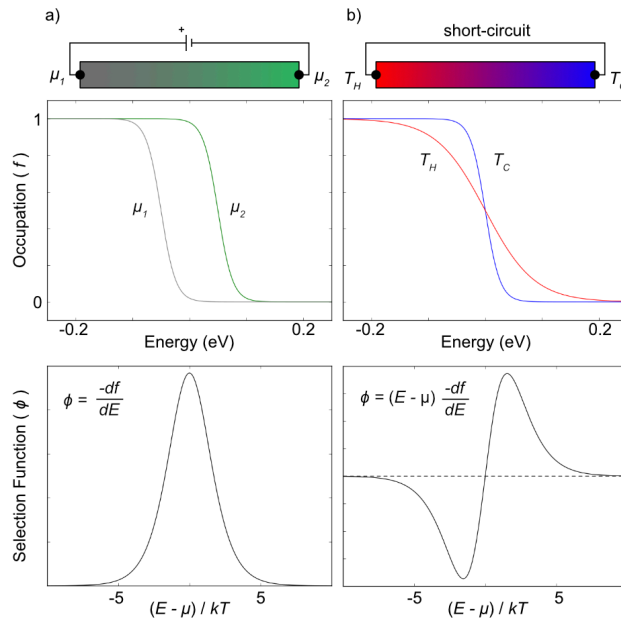 a)
b)
+
short-circuit
μ1
μ2
TH
Occupation ( f )
1
0
μ1
μ2
TH
TC
-0.2
0.2
Energy (eV)
-0.2
0.2
Energy (eV)
Selection Function ( ϕ )
ϕ = -df
dE
ϕ = (E - μ) -df
dE
-5
5
(E - μ) / kT
-5
5
(E - μ) / kT